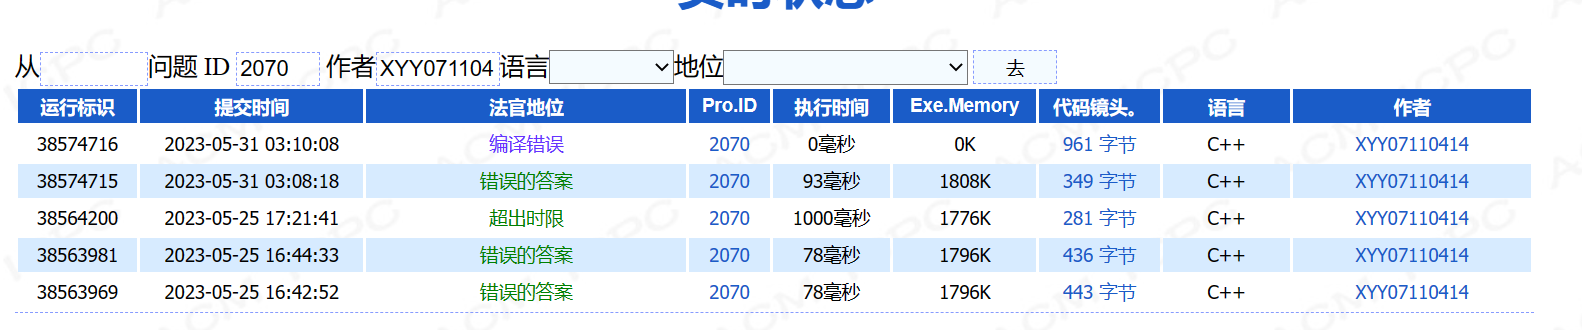 实时状态
从 问题 ID 2070 作者 XYY071104 语言 地位 去
运行标识 提交时间 法官地位 Pro.ID 执行时间 Exe.Memory 代码镜头。 语言 作者
38574716 2023-05-31 03:10:08 编译错误 2070 0毫秒 0K 961 字节 C++ XYY07110414
38574715 2023-05-31 03:08:18 错误的答案 2070 93毫秒 1808K 349 字节 C++ XYY07110414
38564200 2023-05-25 17:21:41 超出时限 2070 1000毫秒 1776K 281 字节 C++ XYY07110414
38563981 2023-05-25 16:44:33 错误的答案 2070 78毫秒 1796K 436 字节 C++ XYY07110414
38563969 2023-05-25 16:42:52 错误的答案 2070 78毫秒 1796K 443 字节 C++ XYY07110414